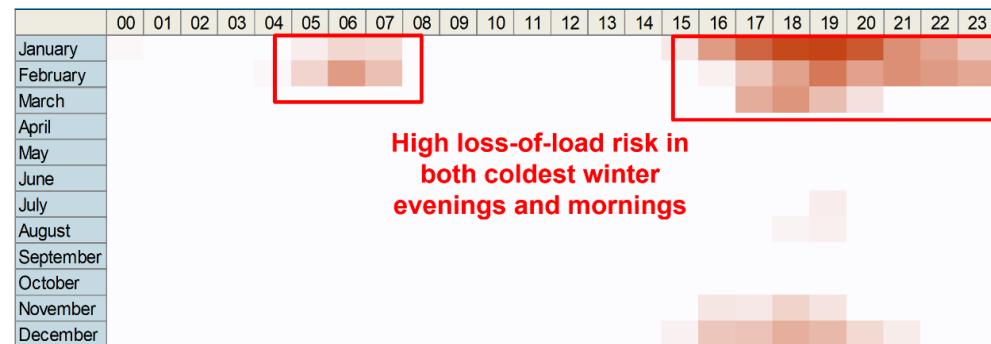 00 01 02 03 04 05 06 07 08 09 10 11 12 13 14 15 16 17 18 19 20 21 22 23
January
February
March
April
May
June
July
August
September
October
November
December
High loss-of-load risk in
both coldest winter
evenings and mornings